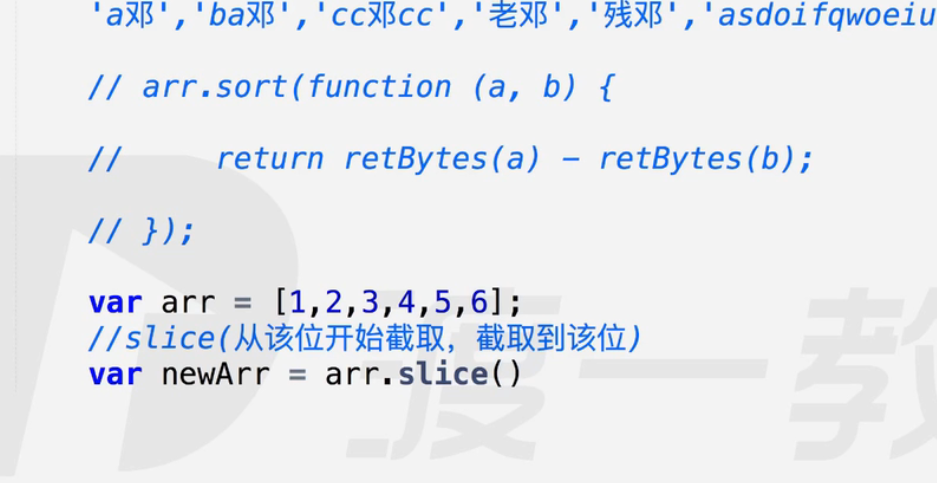 'a邓','ba邓','cc邓cc','老邓','残邓','asdoifqwoeiu
// arr.sort(function (a, b) {
//     return retBytes(a) - retBytes(b);
// });
var arr = [1,2,3,4,5,6];
//slice(从该位开始截取，截取到该位)
var newArr = arr.slice()
渡一教